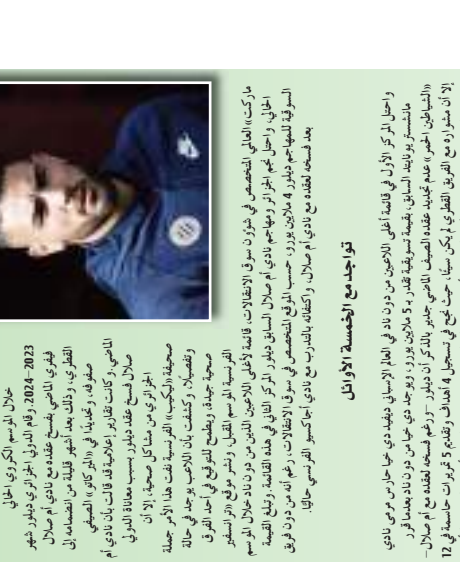 خلال الموسم الكروي الحالي
2023–2024، وقام الدولي الجزائري ديلور شهر
فيفري الماضي بفسخ عقده مع نادي أم صلال
القطري، وذلك بعد أشهر قليلة من انضمامه إلى
صفوفه، وتحديدًا في «الميركاتو» الصيفي
الماضي، وكانت تقارير إعلامية قد قالت بأن نادي أم
صلال فسخ عقد ديلور بسبب معاناة الدولي
الجزائري من مشاكل صحية، إلا أن
صحيفة «ليكيب» الفرنسية نفت هذا الأمر جملة
وتفصيلا، وكشفت بأن اللاعب يوجد في حالة
صحية جيدة، ويطمح للتوقيع في أحد الفرق
الفرنسية الموسم المقبل، ونشر موقع «ترانسفير
ماركت» العالمي المتخصص في شؤون سوق الانتقالات، قائمة لأغلى اللاعبين الذين من دون ناد خلال الموسم
الحالي، واحتل نجم الجزائر ومهاجم نادي أم صلال السابق ديلور المركز الثاني في هذه القائمة، وتبلغ القيمة
السوقية للمهاجم ديلور 4 ملايين يورو، حسب الموقع المتخصص في سوق الانتقالات، رغم أنه من دون فريق
بعد فسخه لعقده مع نادي أم صلال، واكتفائه بالتدرب مع نادي أجاكسيو الفرنسي حاليًا.
تواجد مع الخمسة الأوائل
واحتل المركز الأول في قائمة أغلى اللاعبين من دون ناد في العالم الإسباني ديفيد دي خيا حارس مرمى نادي
مانشستر يونايتد السابق، بقيمة تسويقية تقدر بـ 5 ملايين يورو، ويوجد دي خيا من دون ناد بعدما قرر
«الشياطين الحمر» عدم تجديد عقده الصيف الماضي جدير بالذكر أن ديلور –ورغم فسخه لعقده مع أم صلال–
إلا أن مشواره مع الفريق القطري لم يكن سيئا، حيث نجح في تسجيل 4 أهداف وتقديم 5 تمريرات حاسمة في 12